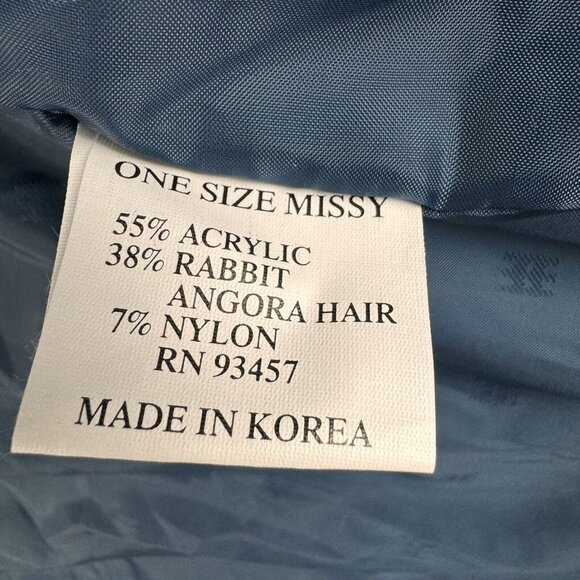 ONE SIZE MISSY
55% ACRYLIC
38% RABBIT
ANGORA HAIR
7% NYLON
RN 93457
MADE IN KOREA